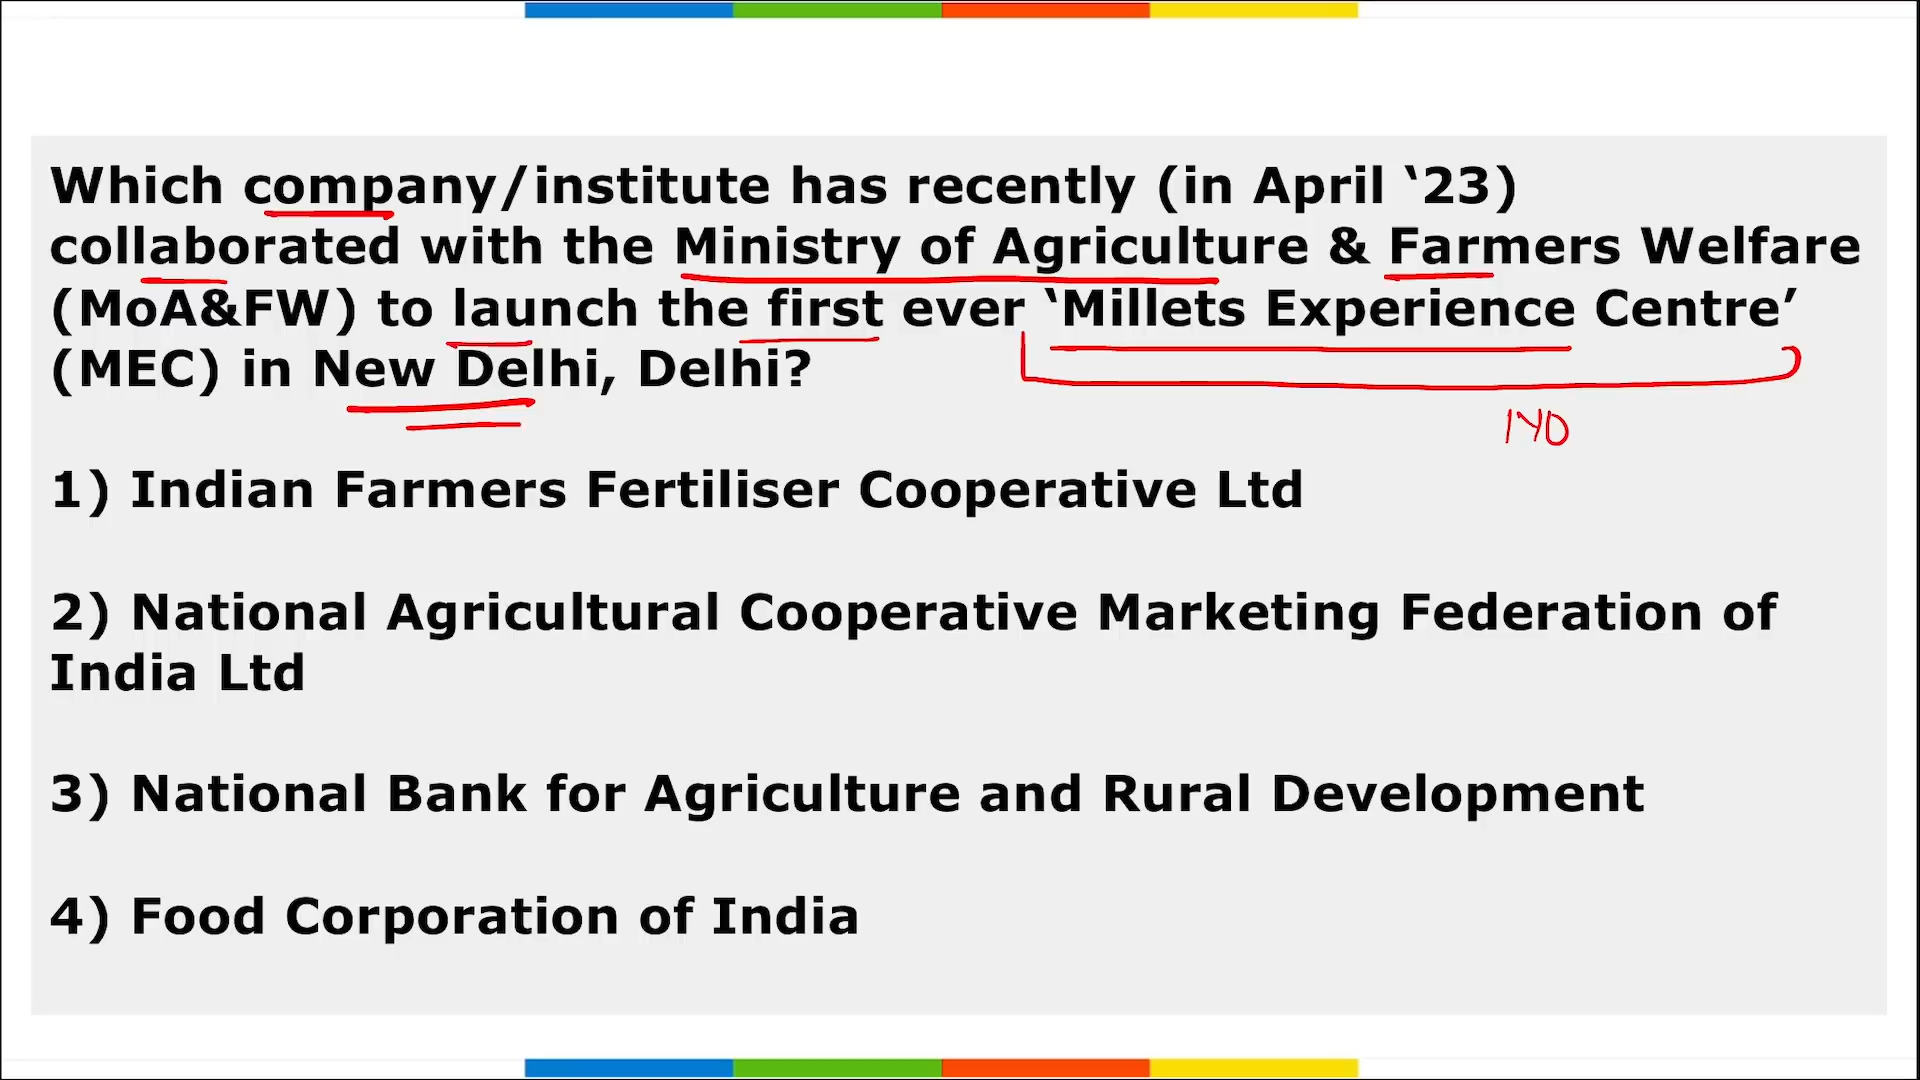 Which company/institute has recently (in April ‘23)
collaborated with the Ministry of Agriculture & Farmers Welfare
(MoA&FW) to launch the first ever ‘Millets Experience Centre’
(MEC) in New Delhi, Delhi?
1YO
1) Indian Farmers Fertiliser Cooperative Ltd
2) National Agricultural Cooperative Marketing Federation of
India Ltd
3) National Bank for Agriculture and Rural Development
4) Food Corporation of India